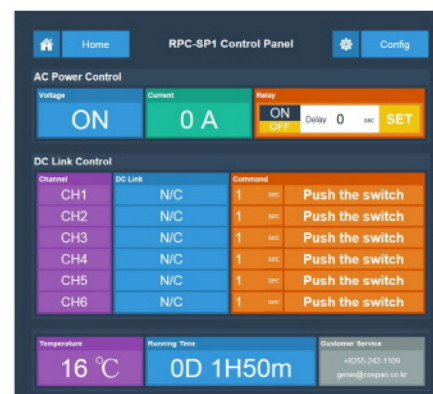 Home
RPC-SP1 Control Panel
Config
AC Power Control
Voltage
Current
Relay
ON
0 A
ON
OFF
Delay 0 sec
SET
DC Link Control
Channel
DC Link
Command
CH1 N/C 1 sec Push the switch
CH2 N/C 1 sec Push the switch
CH3 N/C 1 sec Push the switch
CH4 N/C 1 sec Push the switch
CH5 N/C 1 sec Push the switch
CH6 N/C 1 sec Push the switch
Temperature
Running Time
Customer Service
16 ℃
0D 1H50m
+8255-242-1109
genie@cospan.co.kr